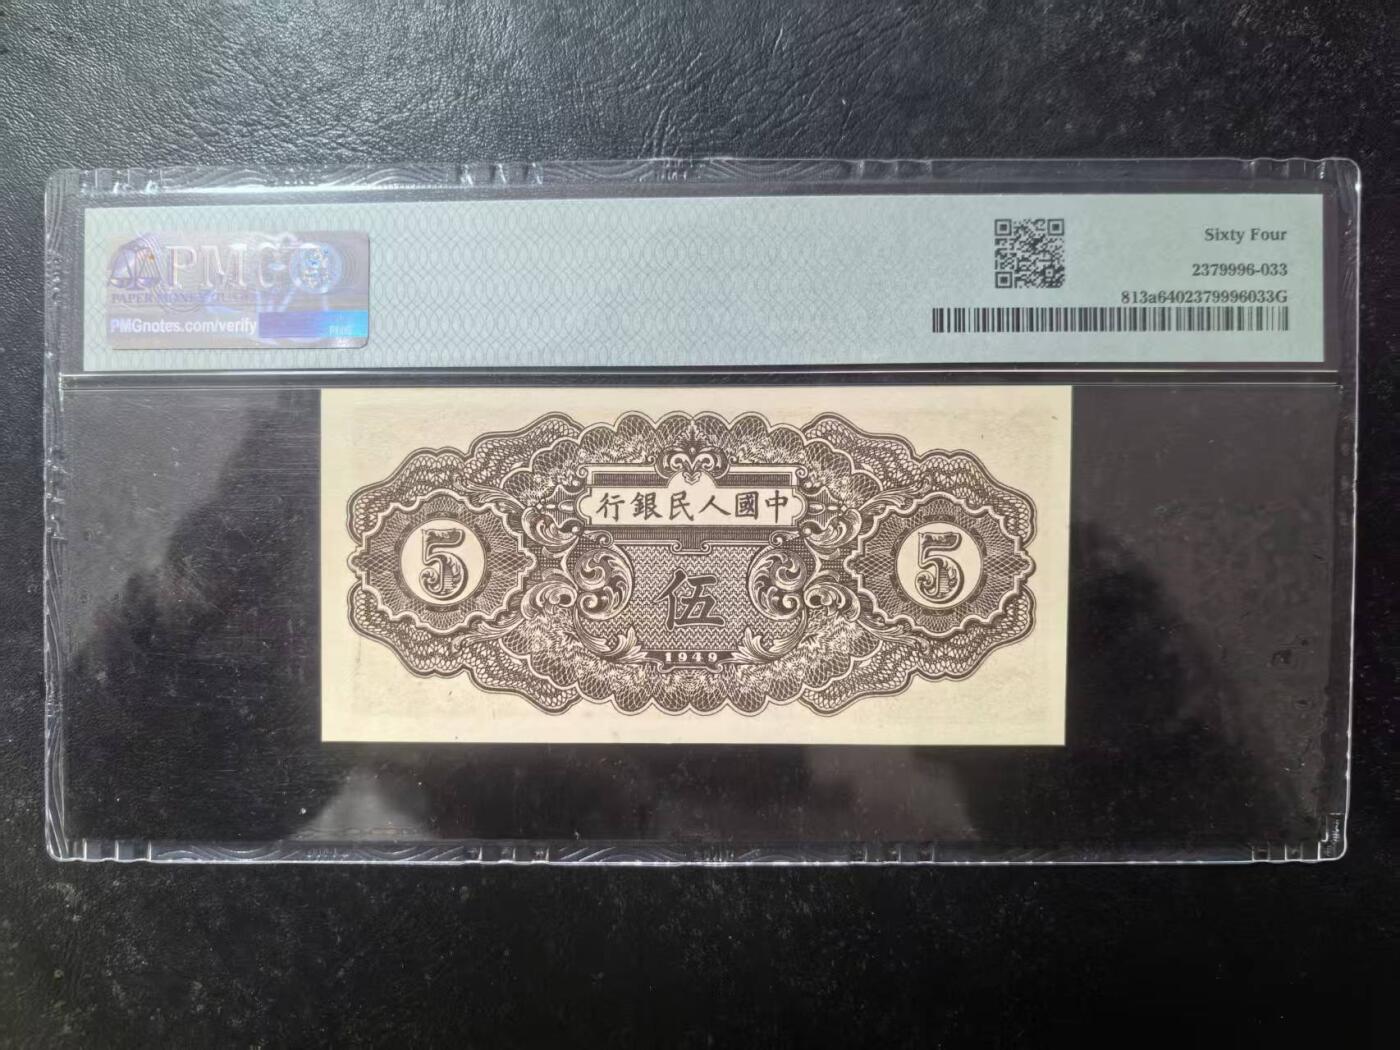 PMG
PAPER MONEY GUARANTY
PMGnotes.com/verify
Sixty Four
2379996-033
813a6402379996033G
行銀民人國中
5
5
伍
1949